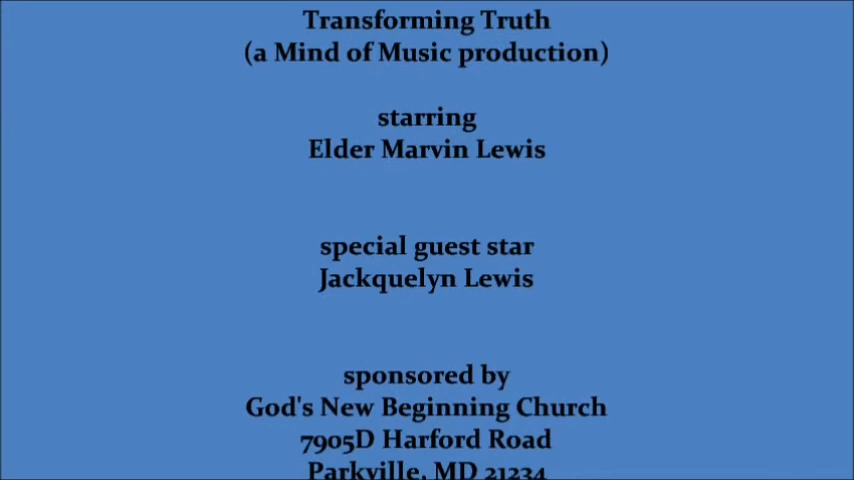 Transforming Truth
(a Mind of Music production)
starring
Elder Marvin Lewis
special guest star
Jackquelyn Lewis
sponsored by
God's New Beginning Church
7905D Harford Road
Parkville, MD 21234